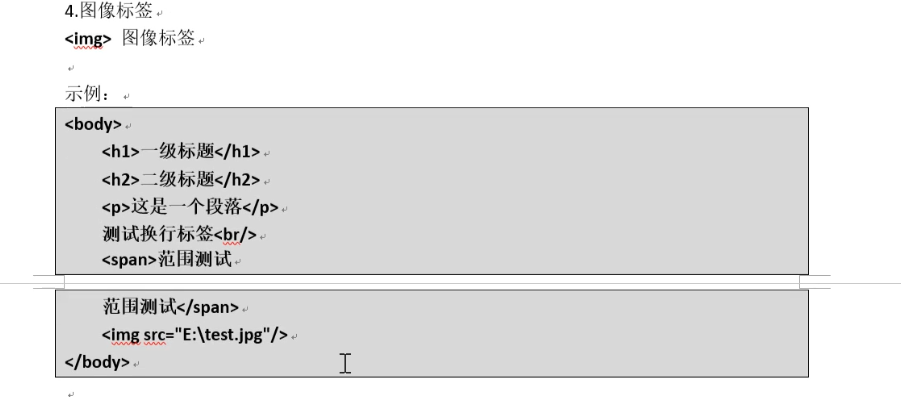 4.图像标签
<img> 图像标签
示例：
<body>
<h1>一级标题</h1>
<h2>二级标题</h2>
<p>这是一个段落</p>
测试换行标签<br/>
<span>范围测试
范围测试</span>
<img src="E:\test.jpg"/>
</body>